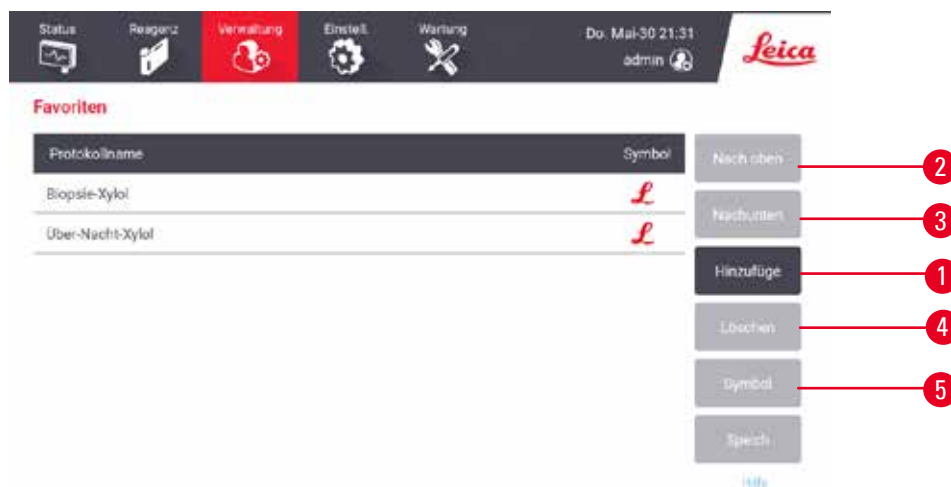 Status Reagenz Verwaltung Einstell. Wartung Do. Mai-30 21:31
admin
Leica
Favoriten
Protokollname Symbol
Nach oben
2
Biopsie-Xylol L
Nach unten
3
Über-Nacht-Xylol L
Hinzufüge
1
Löschen
4
Symbol
5
Speich
Hilfe